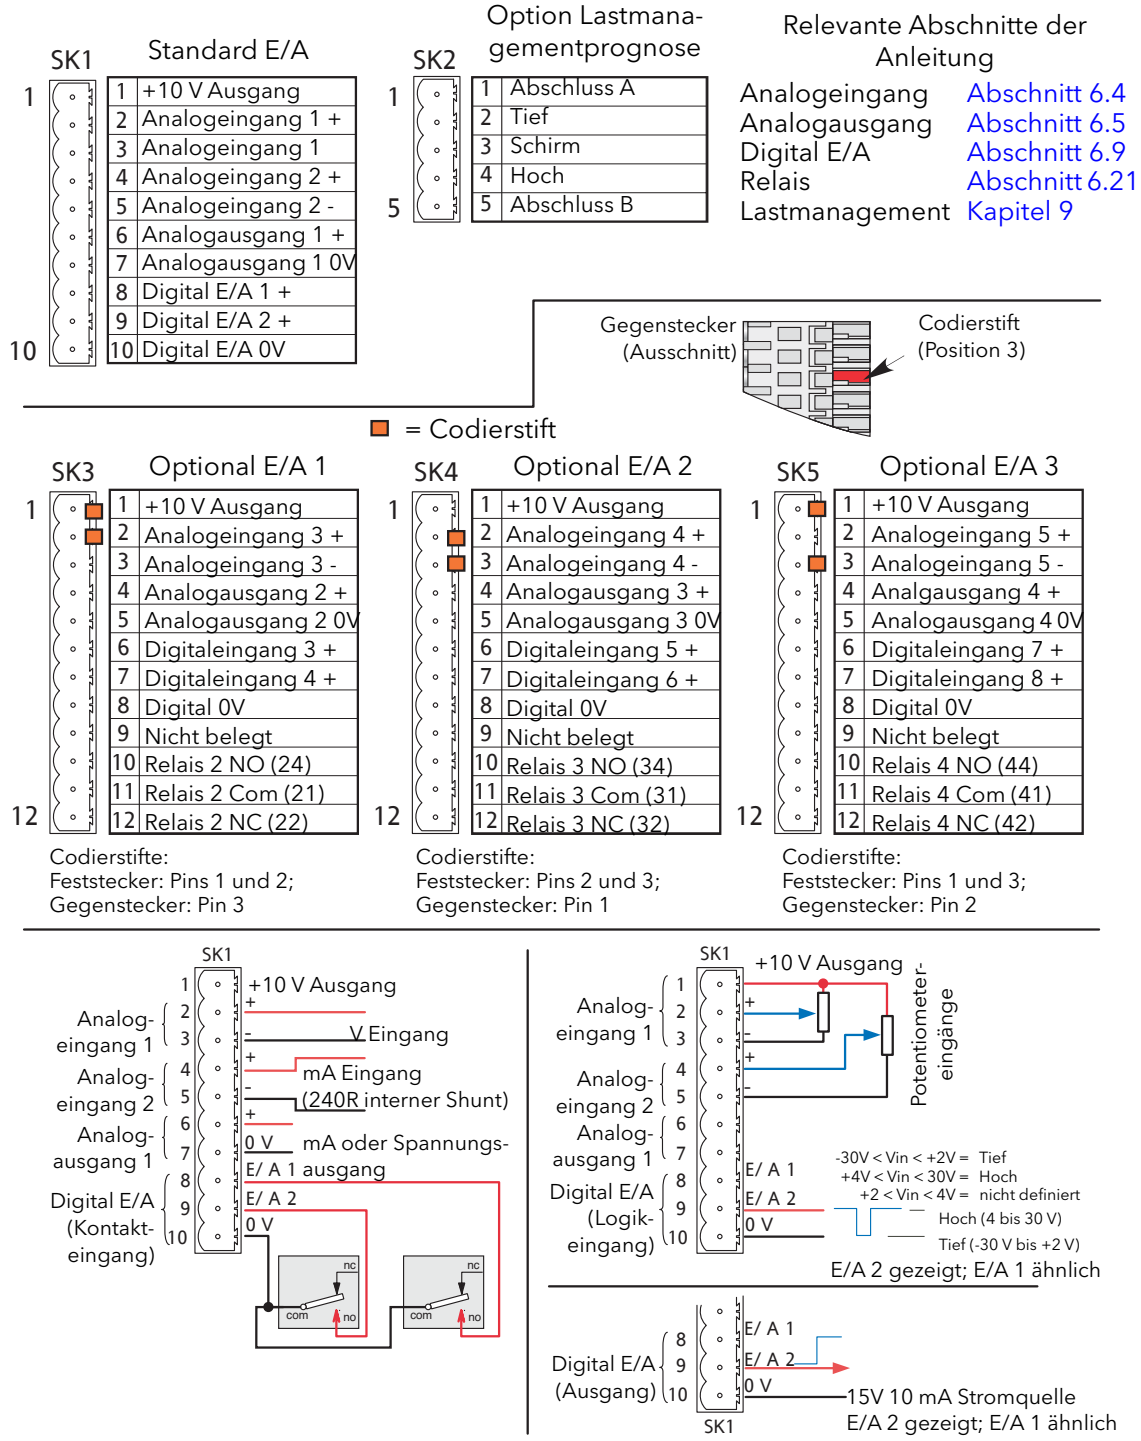 SK1
Standard E/A
1
1 +10 V Ausgang
2 Analogeingang 1 +
3 Analogeingang 1
4 Analogeingang 2 +
5 Analogeingang 2 -
6 Analogausgang 1 +
7 Analogausgang 1 0V
8 Digital E/A 1 +
9 Digital E/A 2 +
10 Digital E/A 0V
10
SK2
Option Lastmana-
gementprognose
1
1 Abschluss A
2 Tief
3 Schirm
4 Hoch
5 Abschluss B
5
Relevante Abschnitte der
Anleitung
Analogeingang Abschnitt 6.4
Analogausgang Abschnitt 6.5
Digital E/A Abschnitt 6.9
Relais Abschnitt 6.21
Lastmanagement Kapitel 9
Gegenstecker
(Ausschnitt)
Codierstift
(Position 3)
= Codierstift
SK3
Optional E/A 1
1
1 +10 V Ausgang
2 Analogeingang 3 +
3 Analogeingang 3 -
4 Analogausgang 2 +
5 Analogausgang 2 0V
6 Digitaleingang 3 +
7 Digitaleingang 4 +
8 Digital 0V
9 Nicht belegt
10 Relais 2 NO (24)
11 Relais 2 Com (21)
12 Relais 2 NC (22)
12
Codierstifte:
Feststecker: Pins 1 und 2;
Gegenstecker: Pin 3
SK4
Optional E/A 2
1
1 +10 V Ausgang
2 Analogeingang 4 +
3 Analogeingang 4 -
4 Analogausgang 3 +
5 Analogausgang 3 0V
6 Digitaleingang 5 +
7 Digitaleingang 6 +
8 Digital 0V
9 Nicht belegt
10 Relais 3 NO (34)
11 Relais 3 Com (31)
12 Relais 3 NC (32)
12
Codierstifte:
Feststecker: Pins 2 und 3;
Gegenstecker: Pin 1
SK5
Optional E/A 3
1
1 +10 V Ausgang
2 Analogeingang 5 +
3 Analogeingang 5 -
4 Analgausgang 4 +
5 Analogausgang 4 0V
6 Digitaleingang 7 +
7 Digitaleingang 8 +
8 Digital 0V
9 Nicht belegt
10 Relais 4 NO (44)
11 Relais 4 Com (41)
12 Relais 4 NC (42)
12
Codierstifte:
Feststecker: Pins 1 und 3;
Gegenstecker: Pin 2
SK1
1 +10 V Ausgang
Analog-
eingang 1
2 +
3 -
V Eingang
Analog-
eingang 2
4 +
5 -
mA Eingang
(240R interner Shunt)
Analog-
ausgang 1
6 +
7 0 V
mA oder Spannungs-
ausgang
Digital E/A
(Kontakt-
eingang)
8 E/ A 1
9 E/ A 2
10 0 V
nc
com
no
nc
com
no
SK1
+10 V Ausgang
1
Analog-
eingang 1
2 +
3 -
Analog-
eingang 2
4 +
5 -
Potentiometer-
eingänge
Analog-
ausgang 1
6
7
Digital E/A
(Logik-
eingang)
8 E/ A 1
9 E/ A 2
10 0 V
-30V < Vin < +2V = Tief
+4V < Vin < 30V = Hoch
+2 < Vin < 4V = nicht definiert
Hoch (4 bis 30 V)
Tief (-30 V bis +2 V)
E/A 2 gezeigt; E/A 1 ähnlich
Digital E/A
(Ausgang)
8 E/ A 1
9 E/ A 2
10 0 V
15V 10 mA Stromquelle
E/A 2 gezeigt; E/A 1 ähnlich
SK1